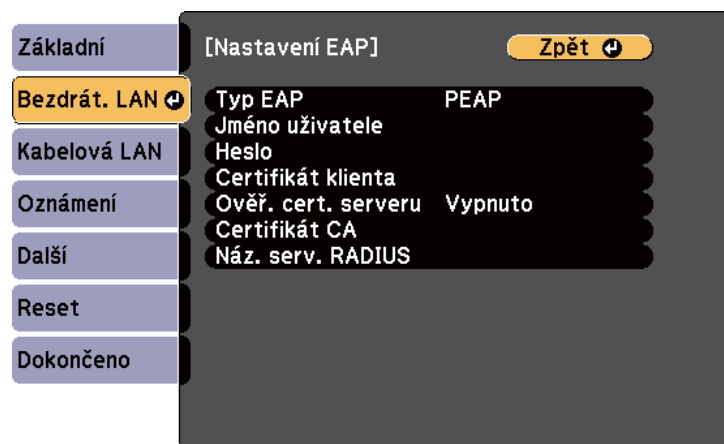 Základní
Bezdrát. LAN
Kabelová LAN
Oznámení
Další
Reset
Dokončeno
[Nastavení EAP]
Zpět
Typ EAP PEAP
Jméno uživatele
Heslo
Certifikát klienta
Ověř. cert. serveru Vypnuto
Certifikát CA
Náz. serv. RADIUS